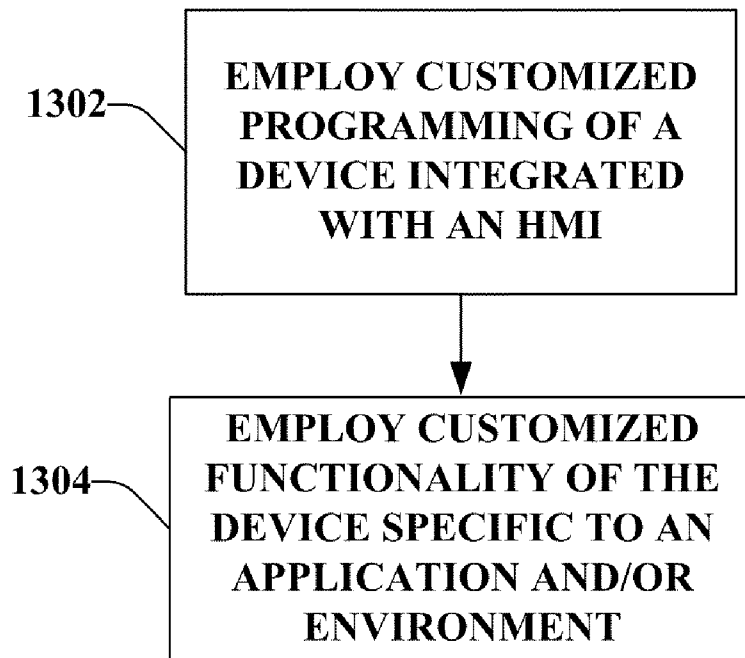 1302
EMPLOY CUSTOMIZED
PROGRAMMING OF A
DEVICE INTEGRATED
WITH AN HMI
1304
EMPLOY CUSTOMIZED
FUNCTIONALITY OF THE
DEVICE SPECIFIC TO AN
APPLICATION AND/OR
ENVIRONMENT